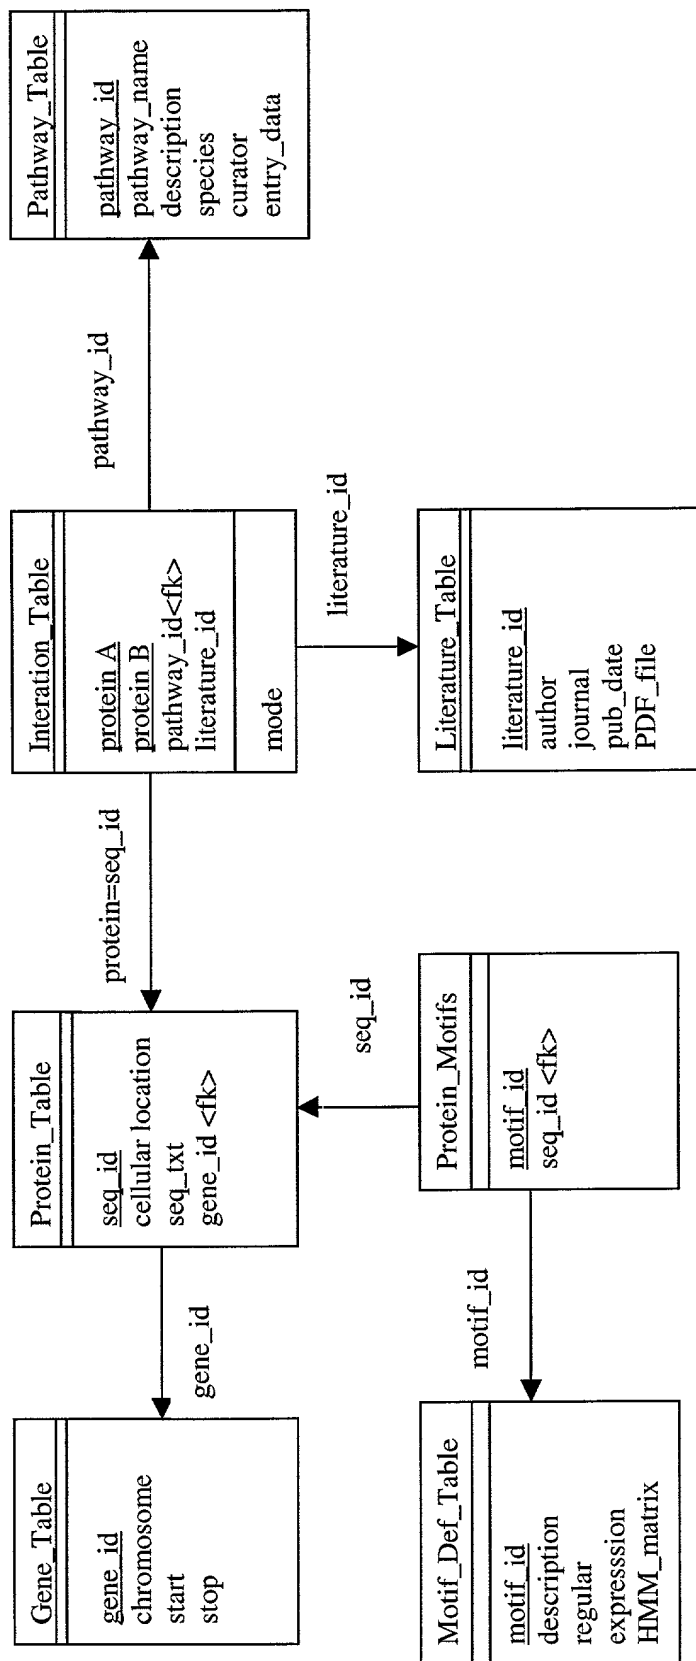 Gene_Table
gene_id
chromosome
start
stop
gene_id
Protein_Table
seq_id
cellular location
seq_txt
gene_id <fk>
protein=seq_id
Interation_Table
protein A
protein B
pathway_id<fk>
literature_id
mode
pathway_id
Pathway_Table
pathway_id
pathway_name
description
species
curator
entry_data
Motif_Def_Table
motif_id
description
regular
expresssion
HMM_matrix
motif_id
Protein_Motifs
motif_id
seq_id <fk>
seq_id
Literature_Table
literature_id
author
journal
pub_date
PDF_file
literature_id